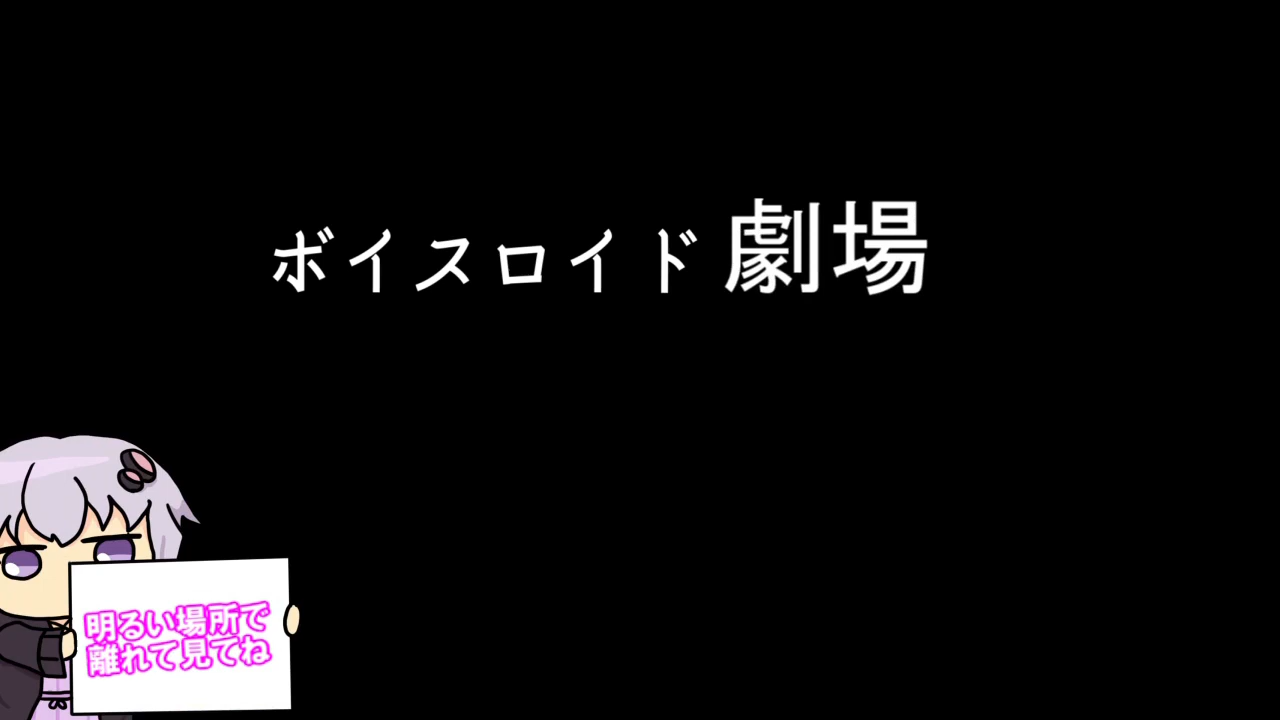 ボイスロイド劇場
明るい場所で
離れて見てね